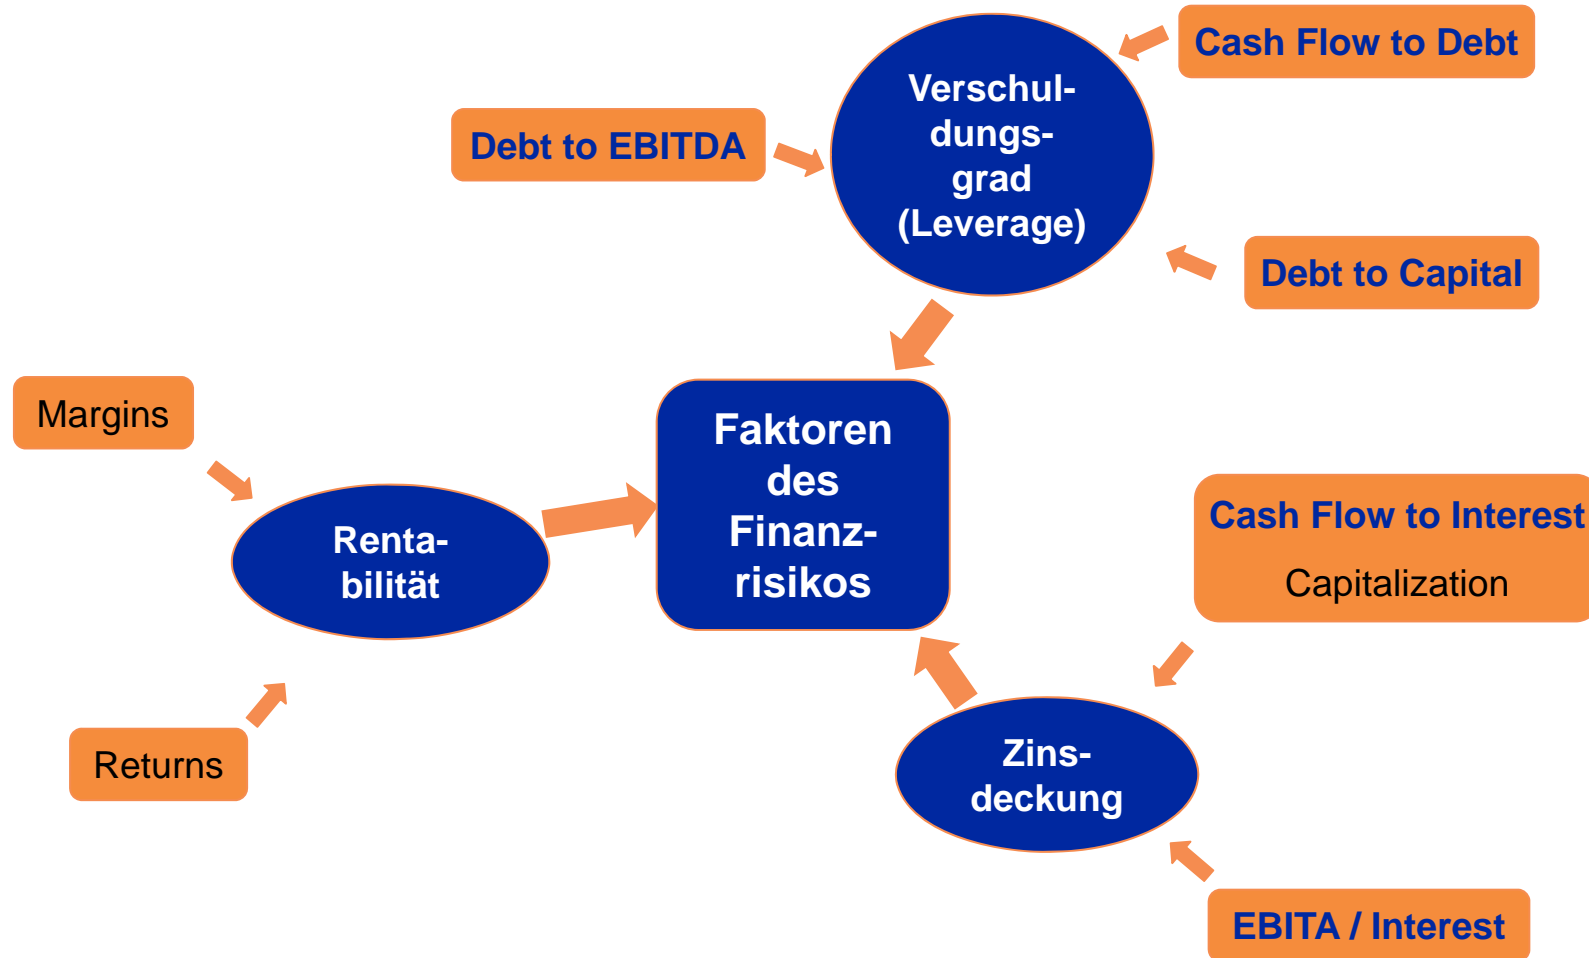 Cash Flow to Debt
Verschul-
dungs-
grad
(Leverage)
Debt to EBITDA
Debt to Capital
Margins
Faktoren
des
Finanz-
risikos
Renta-
bilität
Cash Flow to Interest
Capitalization
Returns
Zins-
deckung
EBITA / Interest